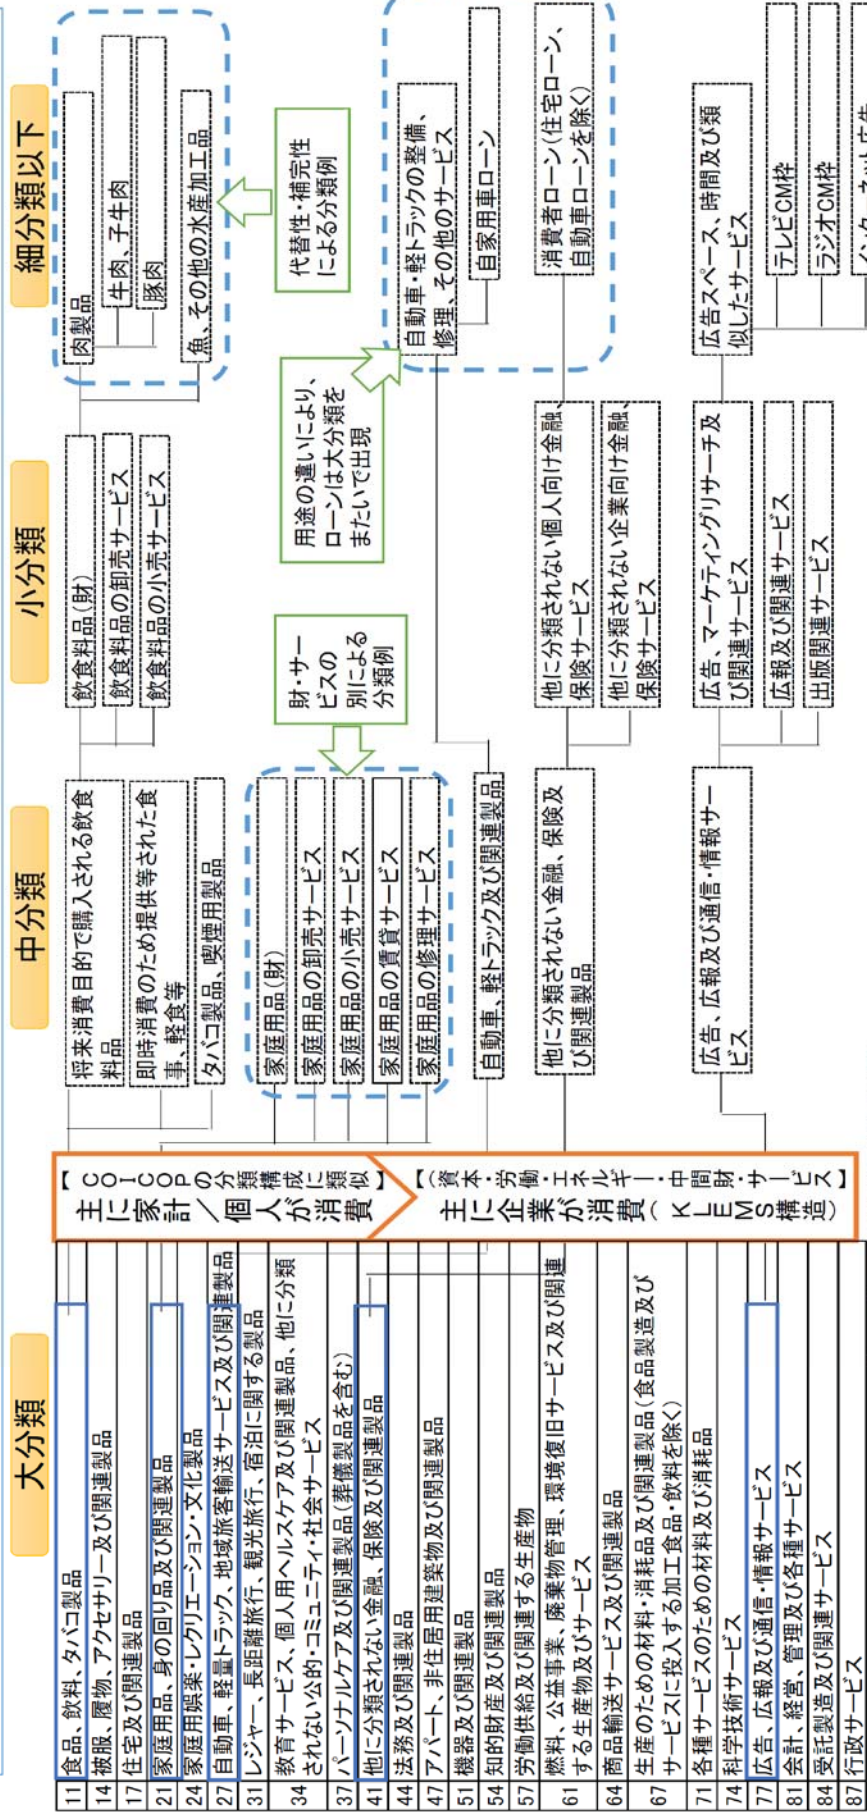 大分類
中分類
小分類
細分類以下
11 食品、飲料、タバコ製品
14 被服、履物、アクセサリー及び関連製品
17 住宅及び関連製品
21 家庭用品、身の回り品及び関連製品
24 家庭用娯楽・レクリエーション・文化製品
27 自動車、軽量トラック、地域旅客輸送サービス及び関連製品
31 レジャー、長距離旅行、観光旅行、宿泊に関する製品
34 教育サービス、個人用ヘルスケア及び関連製品、他に分類
されない公的・コミュニティ・社会サービス
37 パーソナルケア及び関連製品(葬儀製品を含む)
41 他に分類されない金融、保険及び関連製品
44 法務及び関連製品
47 アパート、非住居用建築物及び関連製品
51 機器及び関連製品
54 知的財産及び関連製品
57 労働供給及び関連する生産物
61 燃料、公益事業、廃棄物管理、環境復旧サービス及び関連
する生産物及びサービス
64 商品輸送サービス及び関連製品
67 生産のための材料・消耗品及び関連製品(食品製造及び
サービスに投入する加工食品・飲料を除く)
71 各種サービスのための材料及び消耗品
74 科学技術サービス
77 広告、広報及び通信・情報サービス
81 会計、経営、管理及び各種サービス
84 受託製造及び関連サービス
87 行政サービス
【COICOPの分類構成に類似】
主に家計/個人が消費
【(資本・労働・エネルギー・中間財・サービス】
主に企業が消費(KLEMS構造)
将来消費目的で購入される飲食
料品
即時消費のため提供等された食
事、軽食等
タバコ製品、喫煙用製品
家庭用品(財)
家庭用品の卸売サービス
家庭用品の小売サービス
家庭用品の賃貸サービス
家庭用品の修理サービス
自動車、軽トラック及び関連製品
他に分類されない金融、保険及
び関連製品
広告、広報及び通信・情報サー
ビス
飲食料品(財)
飲食料品の卸売サービス
飲食料品の小売サービス
財・サー
ビスの
別による
分類例
用途の違いにより、
ローンは大分類を
またいで出現
他に分類されない個人向け金融、
保険サービス
他に分類されない企業向け金融、
保険サービス
広告、マーケティングリサーチ及
び関連サービス
広報及び関連サービス
出版関連サービス
肉製品
牛肉、子牛肉
豚肉
魚、その他の水産加工品
代替性・補完性
による分類例
自動車・軽トラックの整備、
修理、その他のサービス
自家用車ローン
消費者ローン(住宅ローン、
自動車ローンを除く)
広告スペース、時間及び類
似したサービス
テレビCM枠
ラジオCM枠